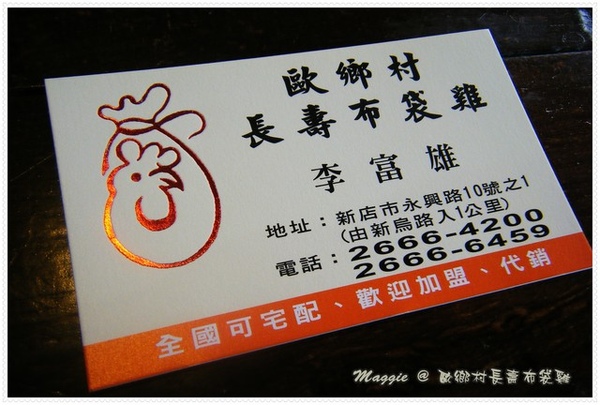 歐鄉村
長壽布袋雞
李富雄
地址：新店市永興路10號之1
(由新烏路入1公里)
電話：2666-4200
2666-6459
全國可宅配、歡迎加盟、代銷
Maggie @ 歐鄉村長壽布袋雞